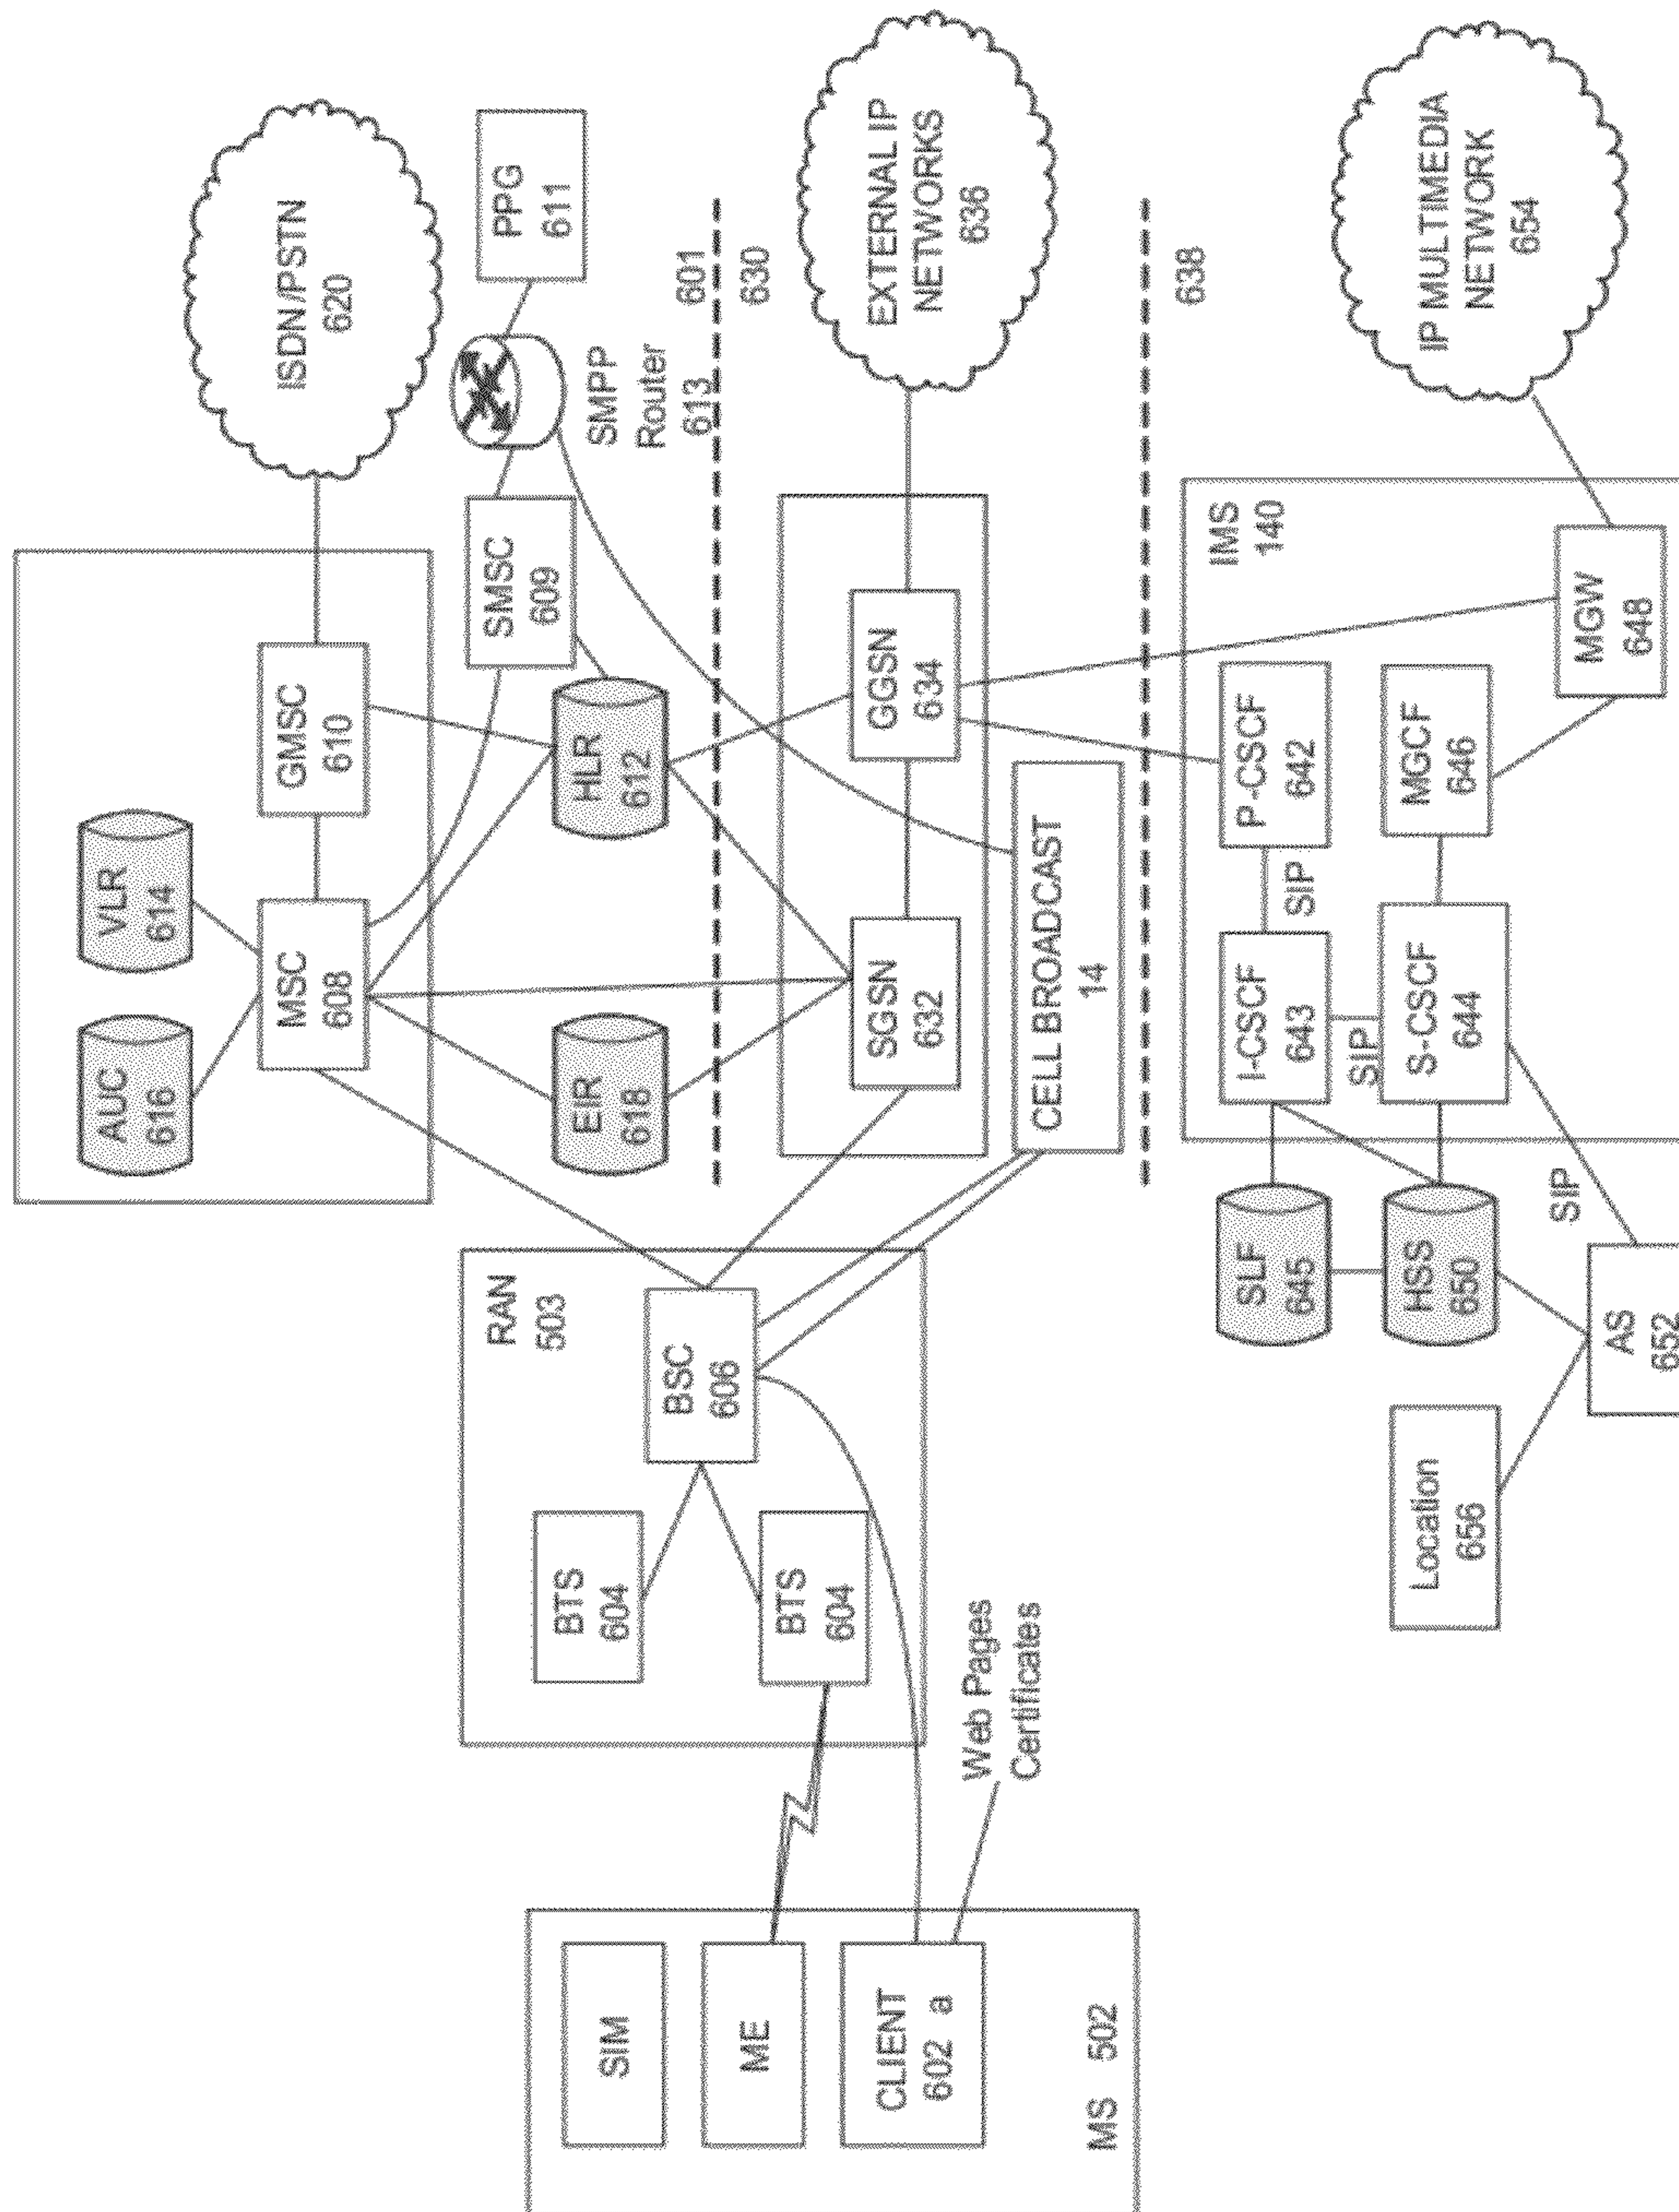 AUC
616
VLR
614
MSC
608
GMSC
610
ISDN/PSTN
620
SMSC
609
PPG
611
SMPP
Router
613
EIR
618
HLR
612
601
630
RAN
503
BTS
604
BTS
604
BSC
606
SIM
ME
CLIENT
602 a
MS 502
Web Pages
Certificates
SGSN
632
GGSN
634
EXTERNAL IP
NETWORKS
636
CELL BROADCAST
14
638
IMS
140
SLF
645
I-CSCF
643
SIP
P-CSCF
642
SIP
HSS
650
S-CSCF
644
MGCF
646
MGW
648
IP MULTIMEDIA
NETWORK
654
Location
656
SIP
AS
652